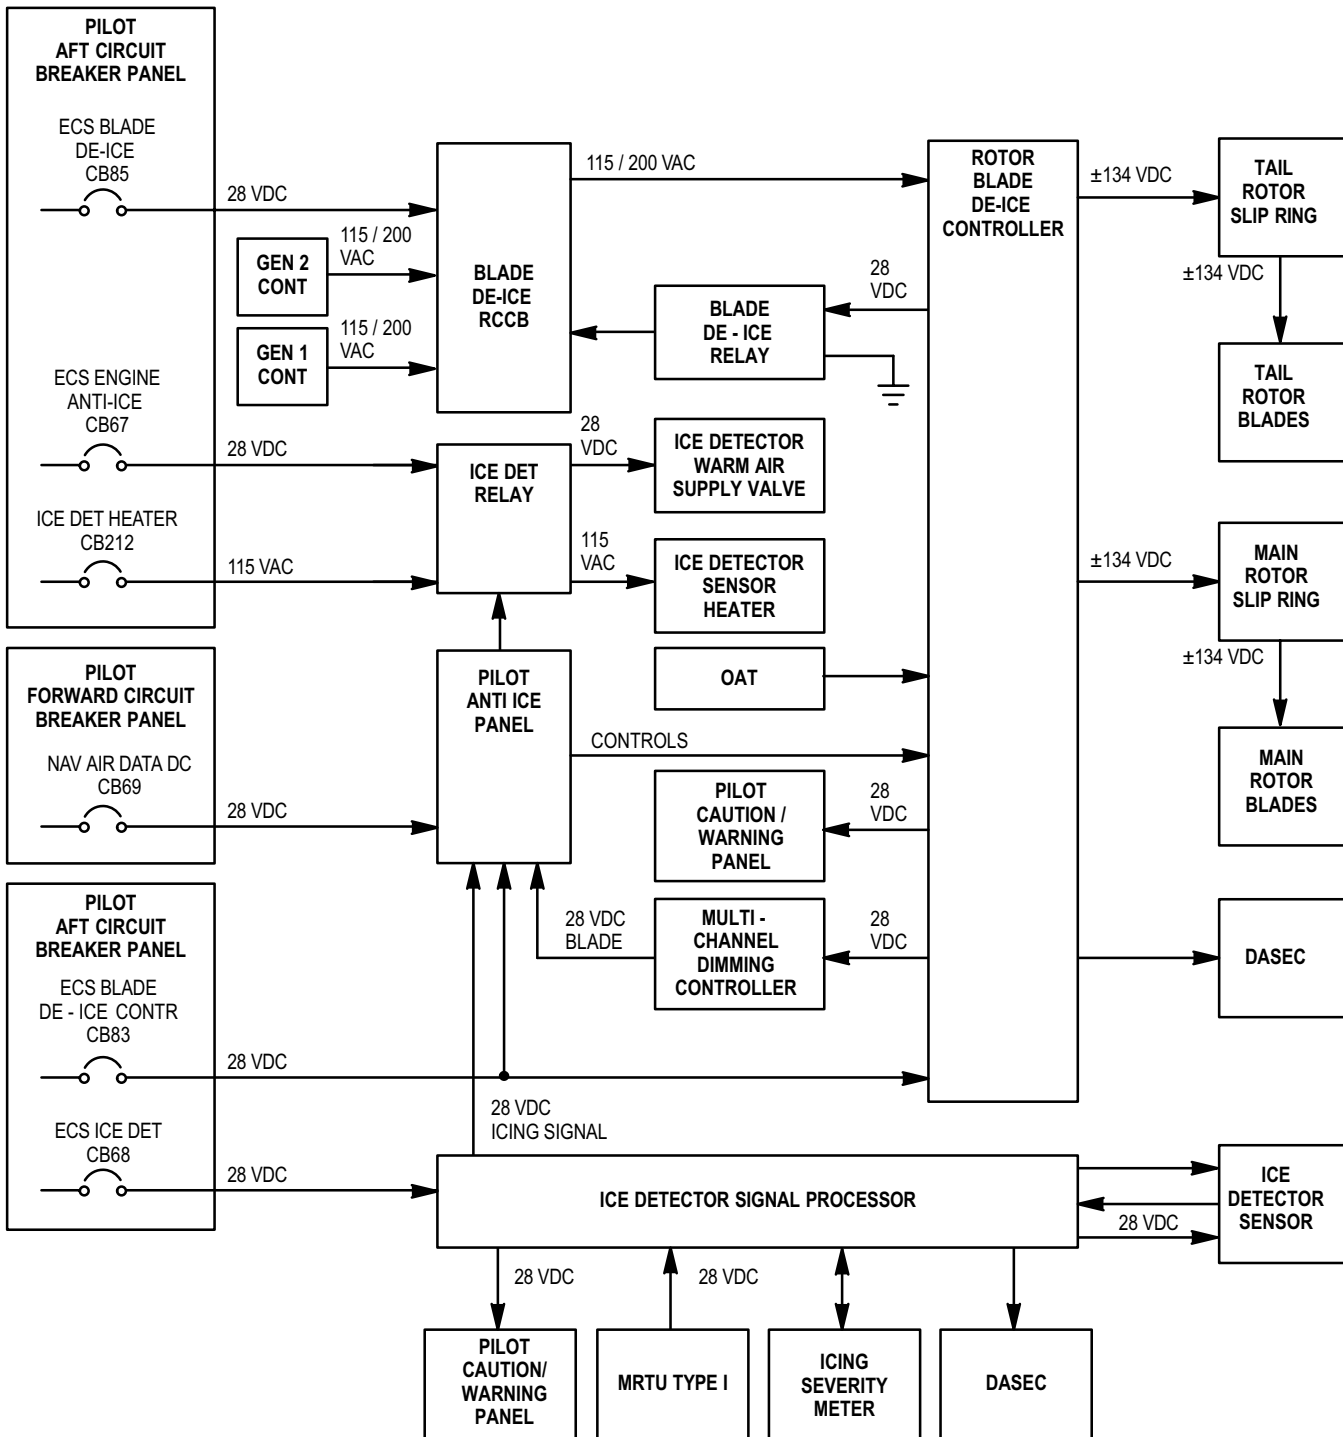 PILOT
AFT CIRCUIT
BREAKER PANEL
ECS BLADE
DE-ICE
CB85
28 VDC
ECS ENGINE
ANTI-ICE
CB67
28 VDC
ICE DET HEATER
CB212
115 VAC
GEN 2
CONT
115 / 200
VAC
GEN 1
CONT
115 / 200
VAC
BLADE
DE-ICE
RCCB
115 / 200 VAC
BLADE
DE - ICE
RELAY
28
VDC
ROTOR
BLADE
DE-ICE
CONTROLLER
±134 VDC
TAIL
ROTOR
SLIP RING
±134 VDC
TAIL
ROTOR
BLADES
ICE DET
RELAY
28
VDC
ICE DETECTOR
WARM AIR
SUPPLY VALVE
115
VAC
ICE DETECTOR
SENSOR
HEATER
±134 VDC
MAIN
ROTOR
SLIP RING
±134 VDC
MAIN
ROTOR
BLADES
PILOT
FORWARD CIRCUIT
BREAKER PANEL
NAV AIR DATA DC
CB69
28 VDC
PILOT
ANTI ICE
PANEL
OAT
CONTROLS
PILOT
CAUTION /
WARNING
PANEL
28
VDC
28 VDC
BLADE
MULTI -
CHANNEL
DIMMING
CONTROLLER
28
VDC
DASEC
PILOT
AFT CIRCUIT
BREAKER PANEL
ECS BLADE
DE - ICE CONTR
CB83
28 VDC
ECS ICE DET
CB68
28 VDC
28 VDC
ICING SIGNAL
ICE DETECTOR SIGNAL PROCESSOR
28 VDC
ICE
DETECTOR
SENSOR
28 VDC
28 VDC
PILOT
CAUTION/
WARNING
PANEL
MRTU TYPE I
ICING
SEVERITY
METER
DASEC